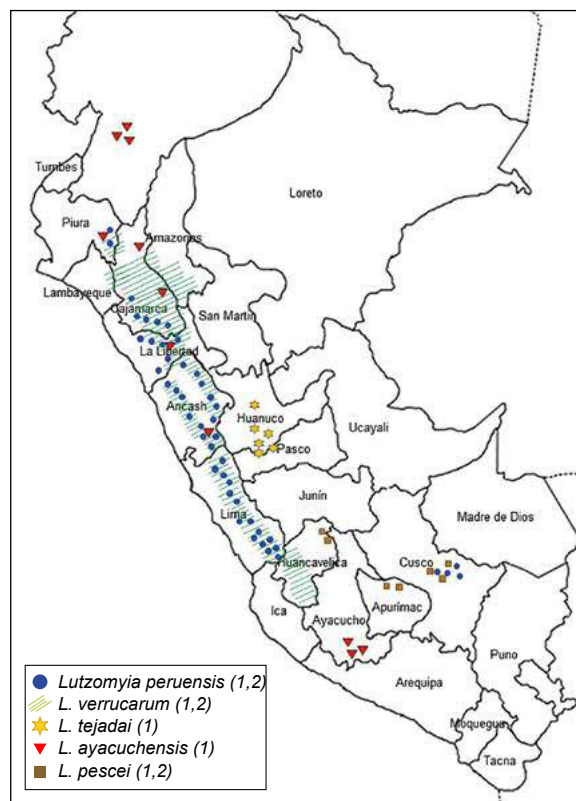 Tumbes
Loreto
Piura
Amazonas
Lambayeque
Cajamarca
San Martin
La Libertad
Ancash
Huanuco
Ucayali
Pasco
Junín
Lima
Madre de Dios
Huancavelica
Cusco
Ica
Apurímac
Ayacucho
Puno
Arequipa
Moquegua
Tacna
Lutzomyia peruensis (1,2)
L. verrucarum (1,2)
L. tejadai (1)
L. ayacuchensis (1)
L. pescei (1,2)